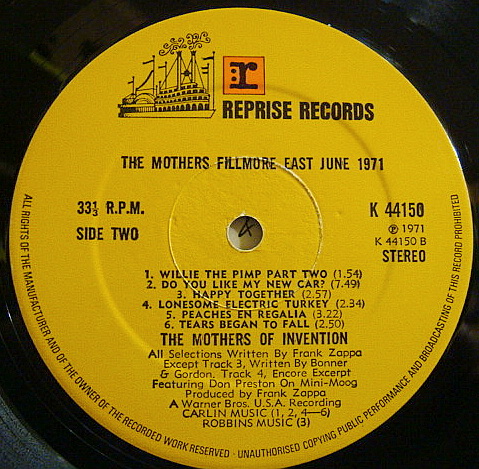 r
REPRISE RECORDS
THE MOTHERS FILLMORE EAST JUNE 1971
33⅓ R.P.M.
SIDE TWO
K 44150
℗ 1971
K 44150 B
STEREO
1. WILLIE THE PIMP PART TWO (1.54)
2. DO YOU LIKE MY NEW CAR? (7.49)
3. HAPPY TOGETHER (2.57)
4. LONESOME ELECTRIC TURKEY (2.34)
5. PEACHES EN REGALIA (3.22)
6. TEARS BEGAN TO FALL (2.50)
THE MOTHERS OF INVENTION
All Selections Written By Frank Zappa
Except Track 3, Written By Bonner
& Gordon. Track 4, Encore Excerpt
Featuring Don Preston On Mini-Moog
Produced by Frank Zappa
A Warner Bros. U.S.A. Recording
CARLIN MUSIC (1, 2, 4—6)
ROBBINS MUSIC (3)
ALL RIGHTS OF THE MANUFACTURER AND OF THE OWNER OF THE RECORDED WORK RESERVED - UNAUTHORISED COPYING PUBLIC PERFORMANCE AND BROADCASTING OF THIS RECORD PROHIBITED